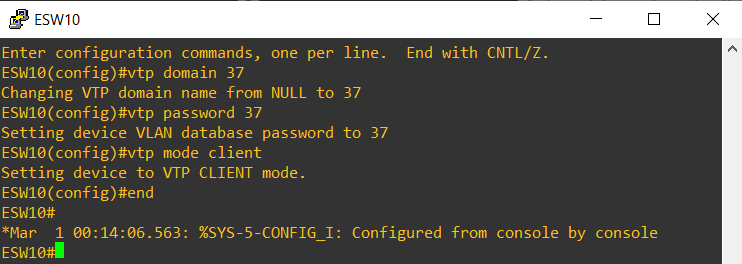 ESW10
Enter configuration commands, one per line.  End with CNTL/Z.
ESW10(config)#vtp domain 37
Changing VTP domain name from NULL to 37
ESW10(config)#vtp password 37
Setting device VLAN database password to 37
ESW10(config)#vtp mode client
Setting device to VTP CLIENT mode.
ESW10(config)#end
ESW10#
*Mar  1 00:14:06.563: %SYS-5-CONFIG_I: Configured from console by console
ESW10#